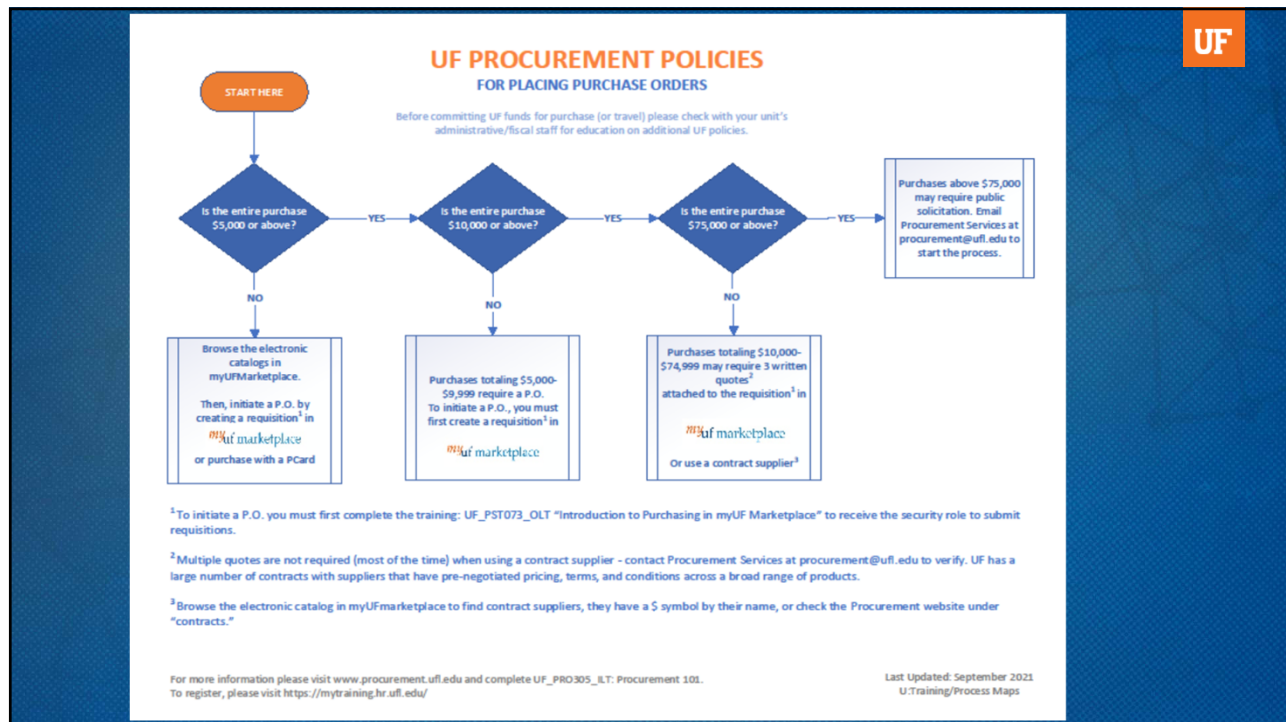 UF
UF PROCUREMENT POLICIES
FOR PLACING PURCHASE ORDERS
START HERE
Before committing UF funds for purchase (or travel) please check with your unit's
administrative/fiscal staff for education on additional UF policies.
Is the entire purchase
$5,000 or above?
YES
Is the entire purchase
$10,000 or above?
YES
Is the entire purchase
$75,000 or above?
YES
Purchases above $75,000
may require public
solicitation. Email
Procurement Services at
procurement@ufl.edu to
start the process.
NO
NO
NO
Browse the electronic
catalogs in
myUFMarketplace.
Then, initiate a P.O. by
creating a requisition¹ in
myuf marketplace
or purchase with a PCard
Purchases totaling $5,000-
$9,999 require a P.O.
To initiate a P.O., you must
first create a requisition¹ in
myuf marketplace
Purchases totaling $10,000-
$74,999 may require 3 written
quotes²
attached to the requisition¹ in
myuf marketplace
Or use a contract supplier³
¹To initiate a P.O. you must first complete the training: UF_PST073_OLT “Introduction to Purchasing in myUF Marketplace” to receive the security role to submit
requisitions.
²Multiple quotes are not required (most of the time) when using a contract supplier - contact Procurement Services at procurement@ufl.edu to verify. UF has a
large number of contracts with suppliers that have pre-negotiated pricing, terms, and conditions across a broad range of products.
³Browse the electronic catalog in myUFmarketplace to find contract suppliers, they have a $ symbol by their name, or check the Procurement website under
“contracts.”
For more information please visit www.procurement.ufl.edu and complete UF_PRO305_ILT: Procurement 101.
To register, please visit https://mytraining.hr.ufl.edu/
Last Updated: September 2021
U:Training/Process Maps